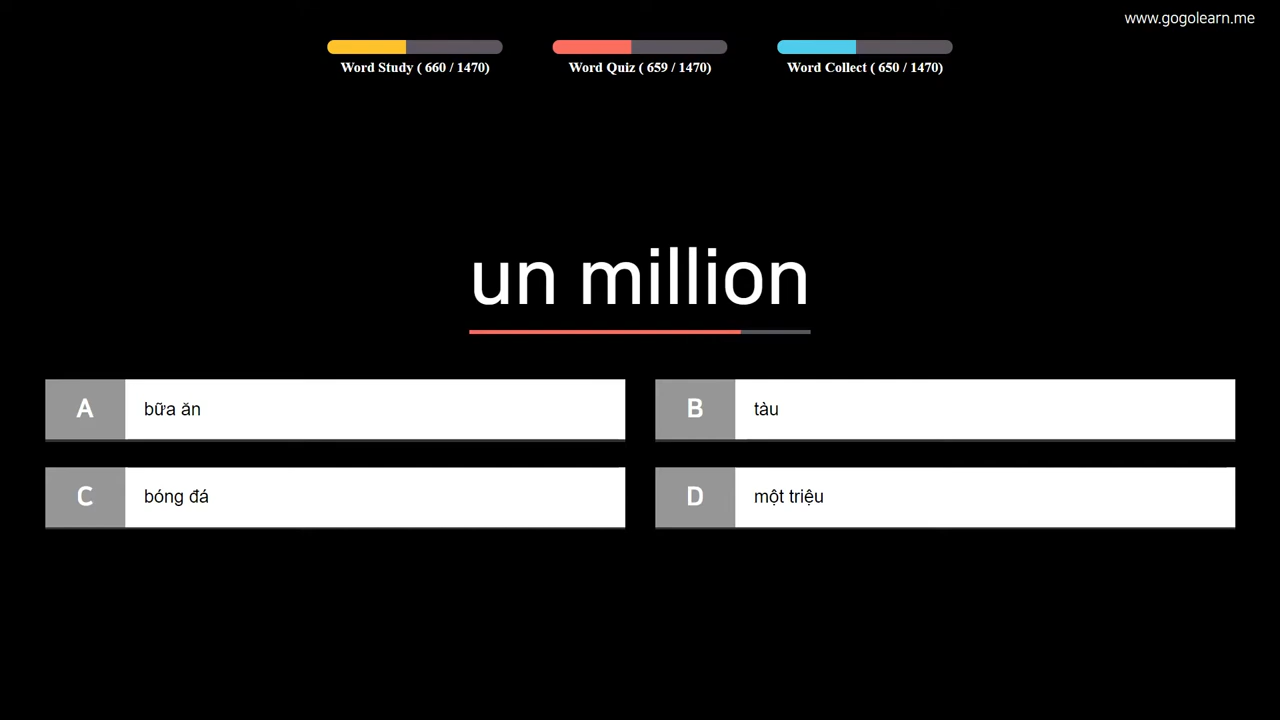 www.gogolearn.me
Word Study ( 660 / 1470)
Word Quiz ( 659 / 1470)
Word Collect ( 650 / 1470)
un million
A bữa ăn
B tàu
C bóng đá
D một triệu